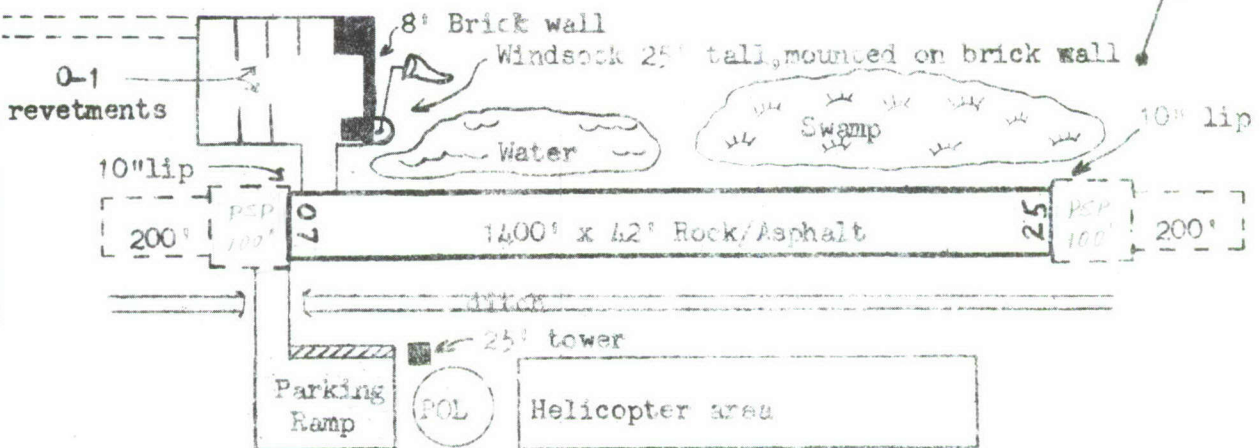 8' Brick wall
Windsock 25' tall, mounted on brick wall
O-1
revetments
10" lip
Swamp
Water
10"lip
PSP
100'
200'
07
1400' x 42' Rock/Asphalt
25
PSP
100'
200'
ditch
25' tower
Parking
Ramp
POL
Helicopter area